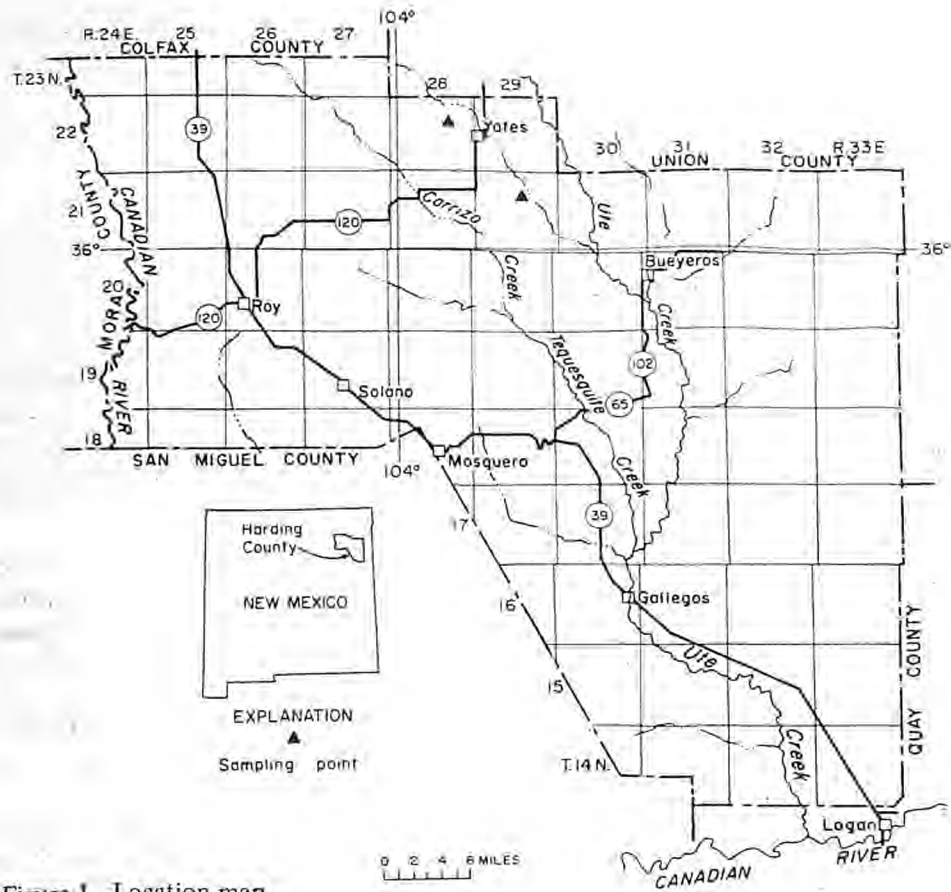 104°
R.24E. 25 26 27
COLFAX COUNTY
T.23 N.
28 29
39
Yates
22
30 31 32 R.33E
UNION COUNTY
COUNTY
CANADIAN
21
Carrizo
120
Ute
36°
36°
Creek
Bueyeros
20
Roy
MORA
RIVER
120
Creek
Tequesquite
102
19
Solano
65
18
SAN MIGUEL COUNTY
104°
Mosquero
Creek
17
39
Harding
County
NEW MEXICO
16
Gallegos
Ute
15
QUAY COUNTY
EXPLANATION
Sampling point
Creek
T.14 N.
Logan
RIVER
CANADIAN
0 2 4 6 MILES
Figure 1. Location map